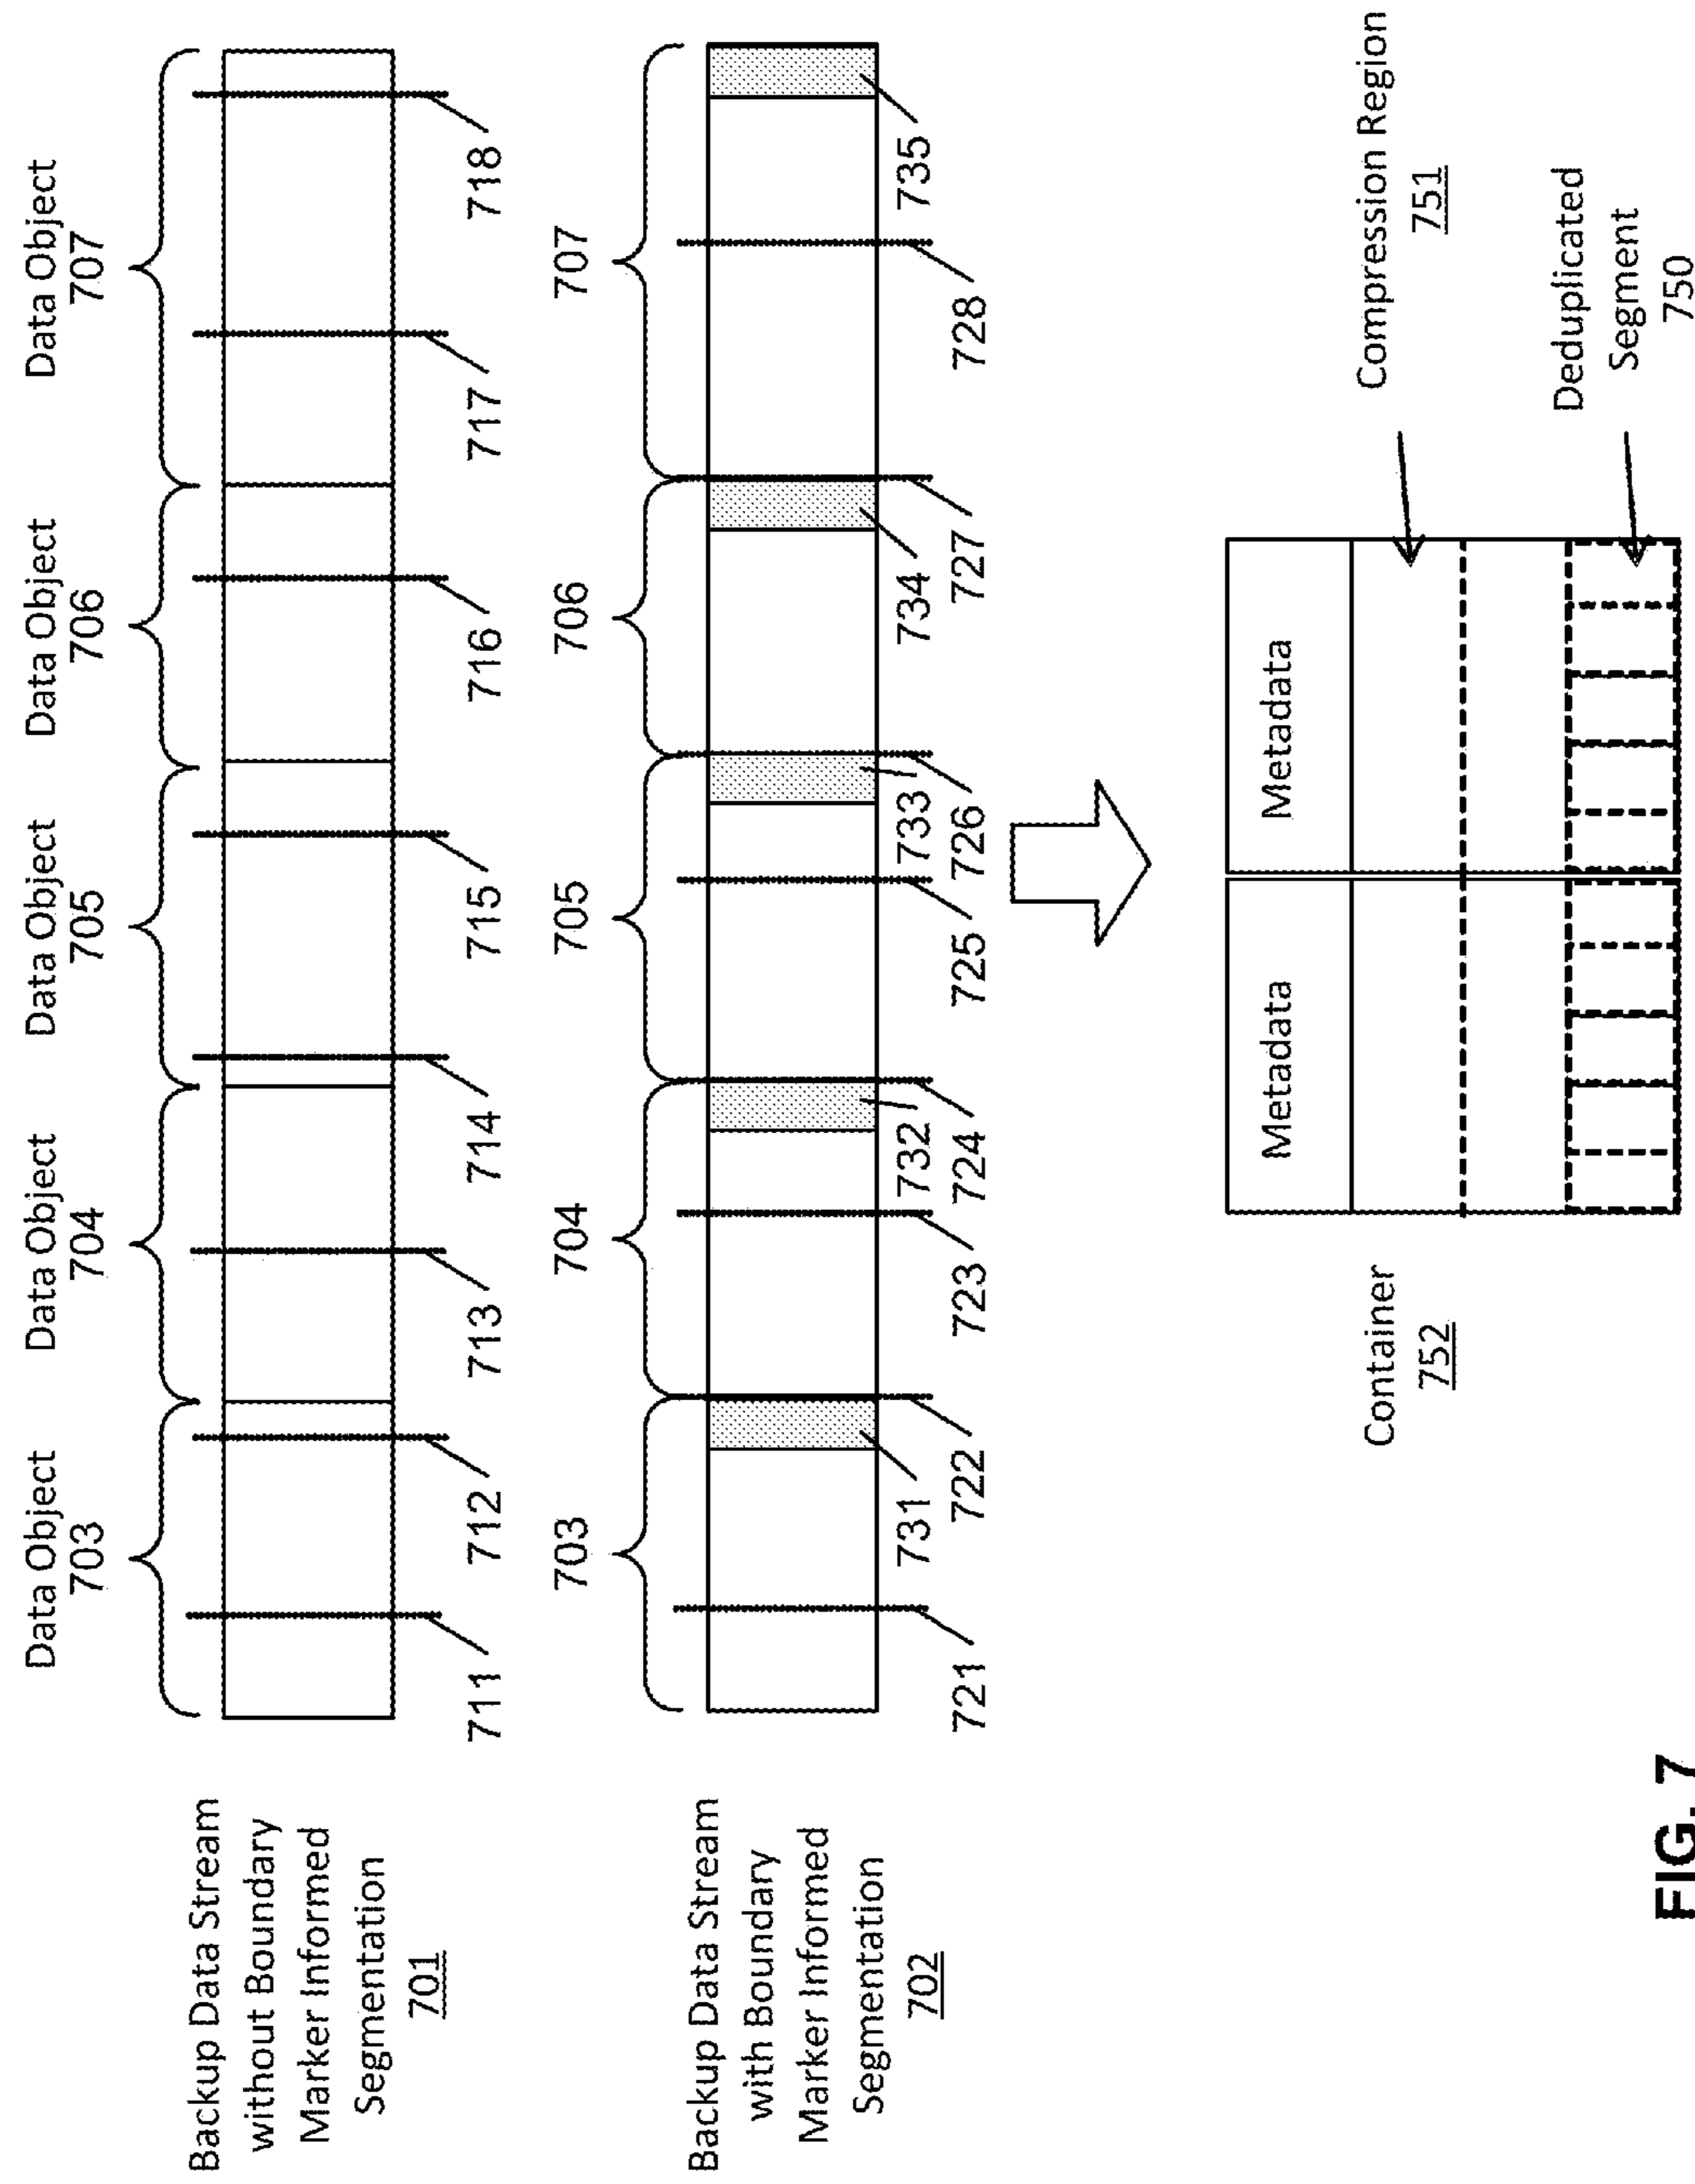 Data Object
703
Data Object
704
Data Object
705
Data Object
706
Data Object
707
Backup Data Stream
without Boundary
Marker Informed
Segmentation
701
711
712
713
714
715
716
717
718
703
704
705
706
707
Backup Data Stream
with Boundary
Marker Informed
Segmentation
702
731
732
733
734
735
721
722
723
724
725
726
727
728
Metadata
Metadata
Container
752
Compression Region
751
Deduplicated
Segment
750
FIG. 7